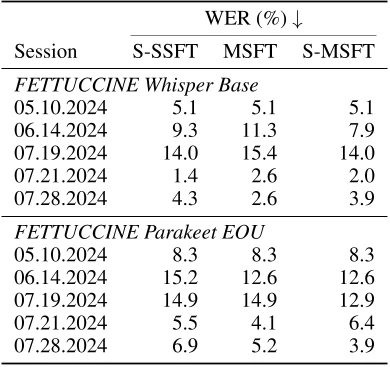 WER (%) ↓
Session S-SSFT MSFT S-MSFT
FETTUCCINE Whisper Base
05.10.2024 5.1 5.1 5.1
06.14.2024 9.3 11.3 7.9
07.19.2024 14.0 15.4 14.0
07.21.2024 1.4 2.6 2.0
07.28.2024 4.3 2.6 3.9
FETTUCCINE Parakeet EOU
05.10.2024 8.3 8.3 8.3
06.14.2024 15.2 12.6 12.6
07.19.2024 14.9 14.9 12.9
07.21.2024 5.5 4.1 6.4
07.28.2024 6.9 5.2 3.9